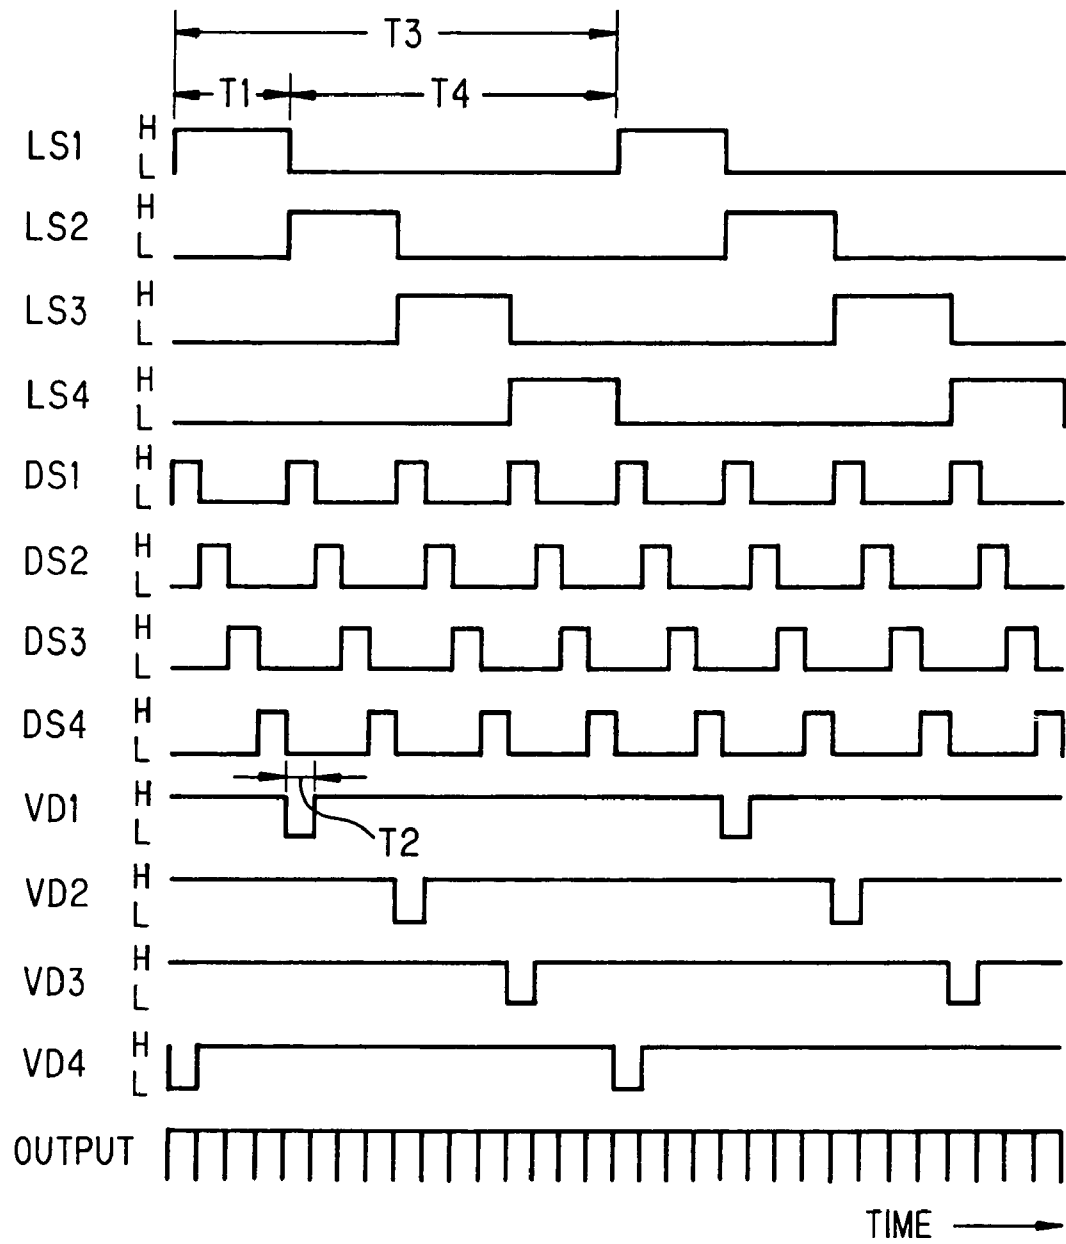 T3
T1 T4
LS1 H L
LS2 H L
LS3 H L
LS4 H L
DS1 H L
DS2 H L
DS3 H L
DS4 H L
VD1 H L
T2
VD2 H L
VD3 H L
VD4 H L
OUTPUT
TIME